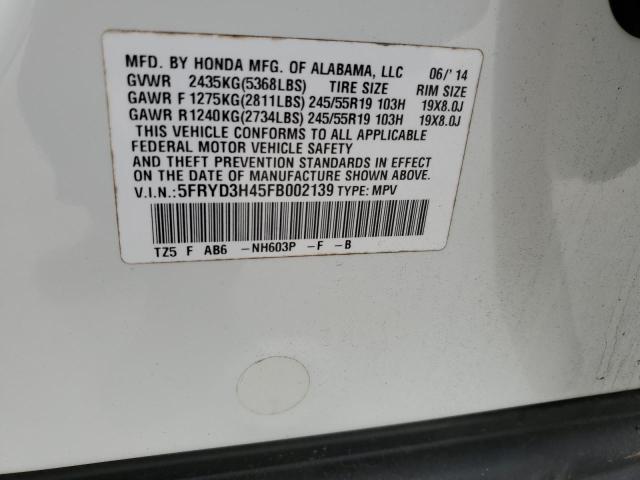 MFD. BY HONDA MFG. OF ALABAMA, LLC 06/'14
GVWR 2435KG(5368LBS) TIRE SIZE RIM SIZE
GAWR F 1275KG(2811LBS) 245/55R19 103H 19X8.0J
GAWR R 1240KG(2734LBS) 245/55R19 103H 19X8.0J
THIS VEHICLE CONFORMS TO ALL APPLICABLE
FEDERAL MOTOR VEHICLE SAFETY
AND THEFT PREVENTION STANDARDS IN EFFECT
ON THE DATE OF MANUFACTURE SHOWN ABOVE.
V.I.N.:5FRYD3H45FB002139 TYPE: MPV
TZ5 F AB6 -NH603P -F -B